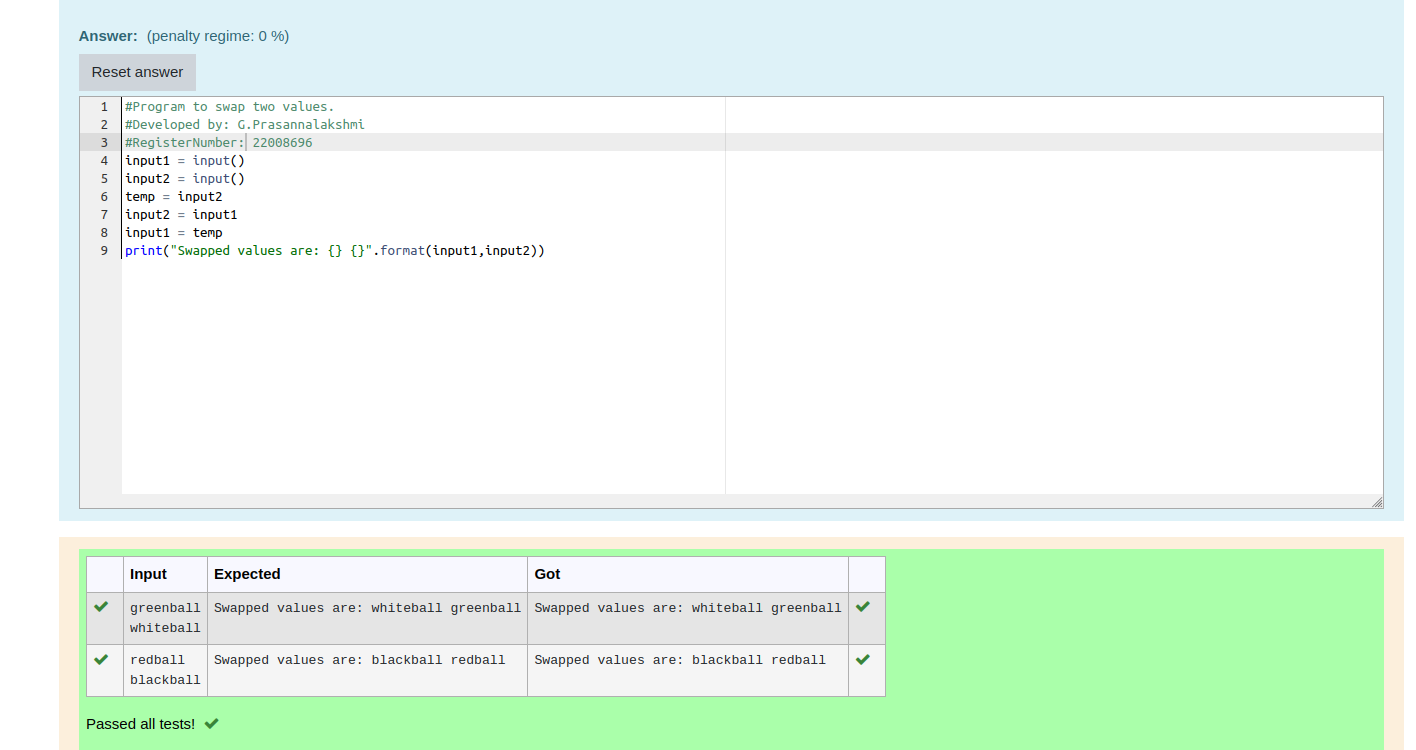 Answer: (penalty regime: 0 %)
Reset answer
1 #Program to swap two values.
2 #Developed by: G.Prasannalakshmi
3 #RegisterNumber: 22008696
4 input1 = input()
5 input2 = input()
6 temp = input2
7 input2 = input1
8 input1 = temp
9 print("Swapped values are: {} {}".format(input1,input2))
Input Expected Got
greenball Swapped values are: whiteball greenball Swapped values are: whiteball greenball
whiteball
redball Swapped values are: blackball redball Swapped values are: blackball redball
blackball
Passed all tests!